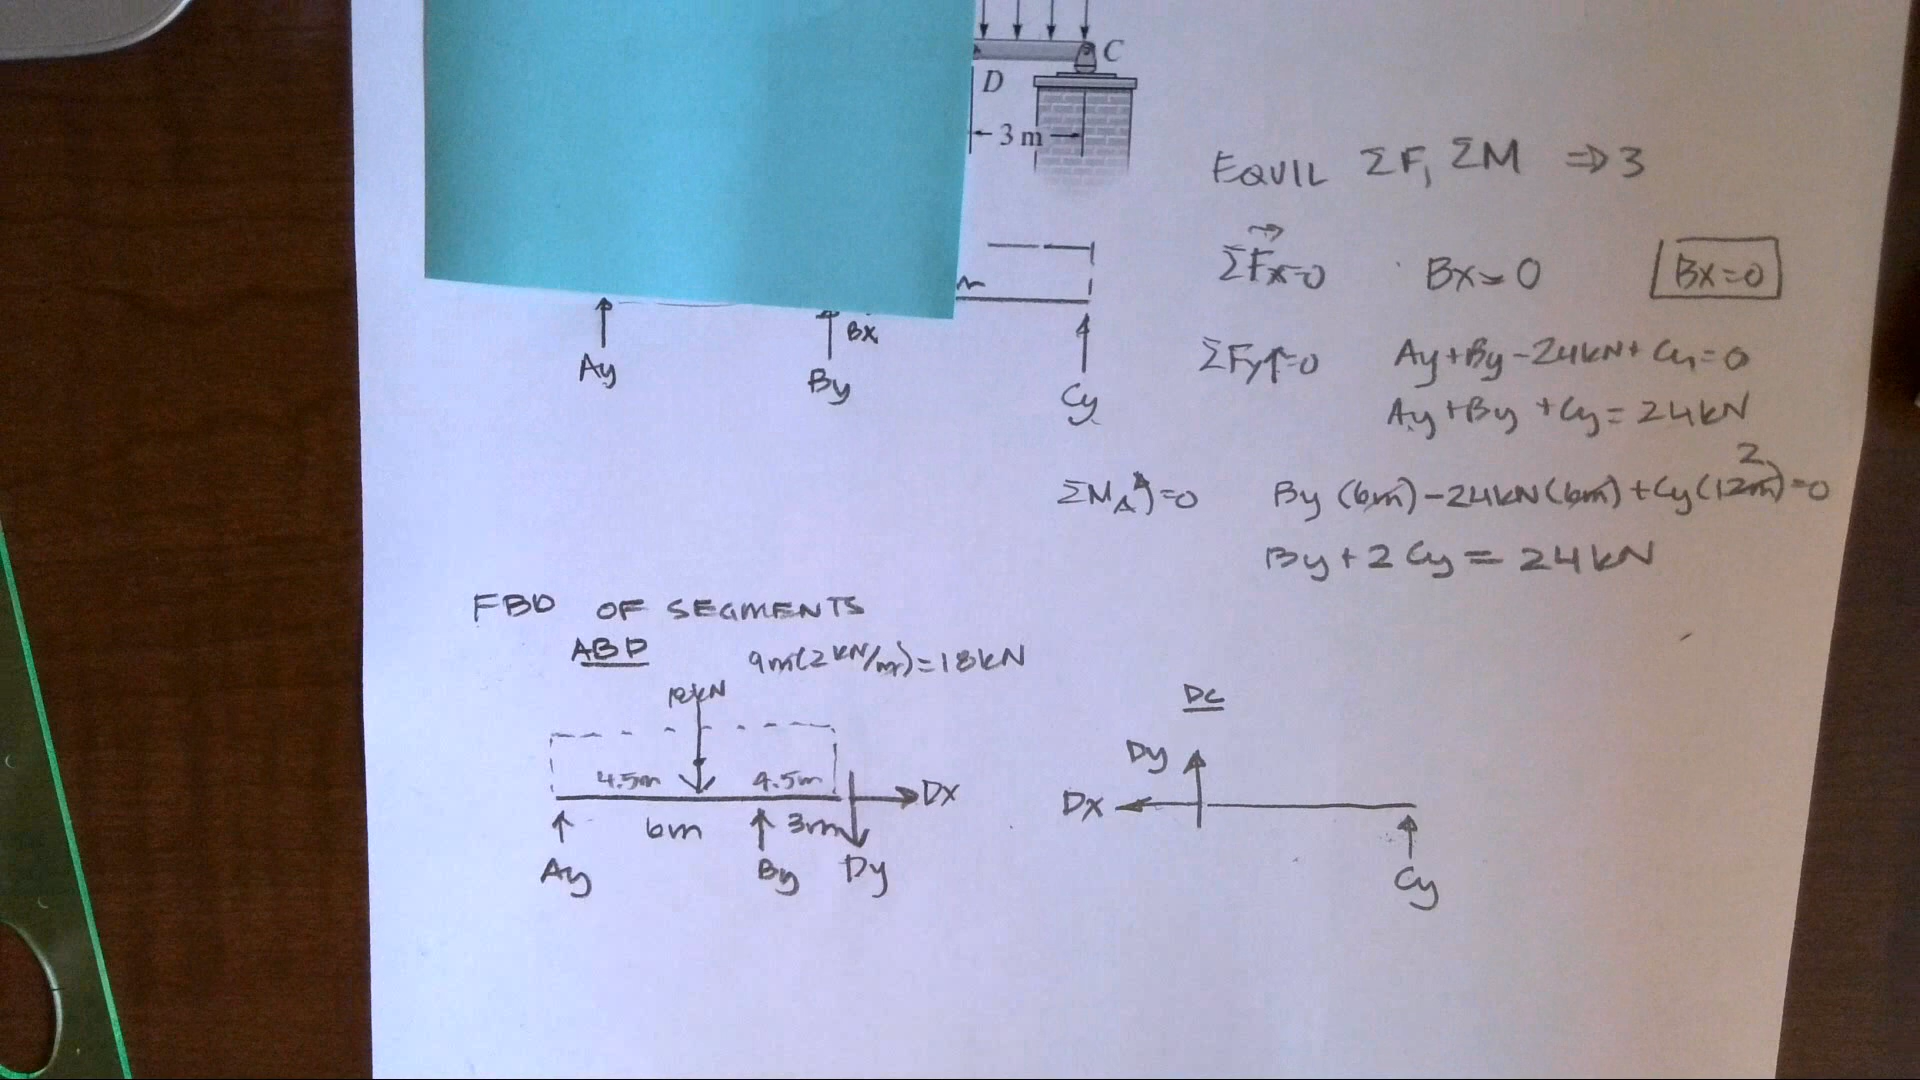 C
D
3 m
EQUIL ΣF, ΣM ⇒ 3
ΣFx=0 Bx=0 Bx=0
Bx
Ay By Cy
ΣFy↑=0 Ay+By-24kN+Cy=0
Ay+By+Cy=24kN
2
ΣMA=0 By(6m)-24kN(6m)+Cy(12m)=0
By+2Cy=24kN
FBD OF SEGMENTS
ABD 9m(2kN/m)=18kN
18kN DC
Dy
4.5m 4.5m Dx Dx
6m 3m
Ay By Dy Cy